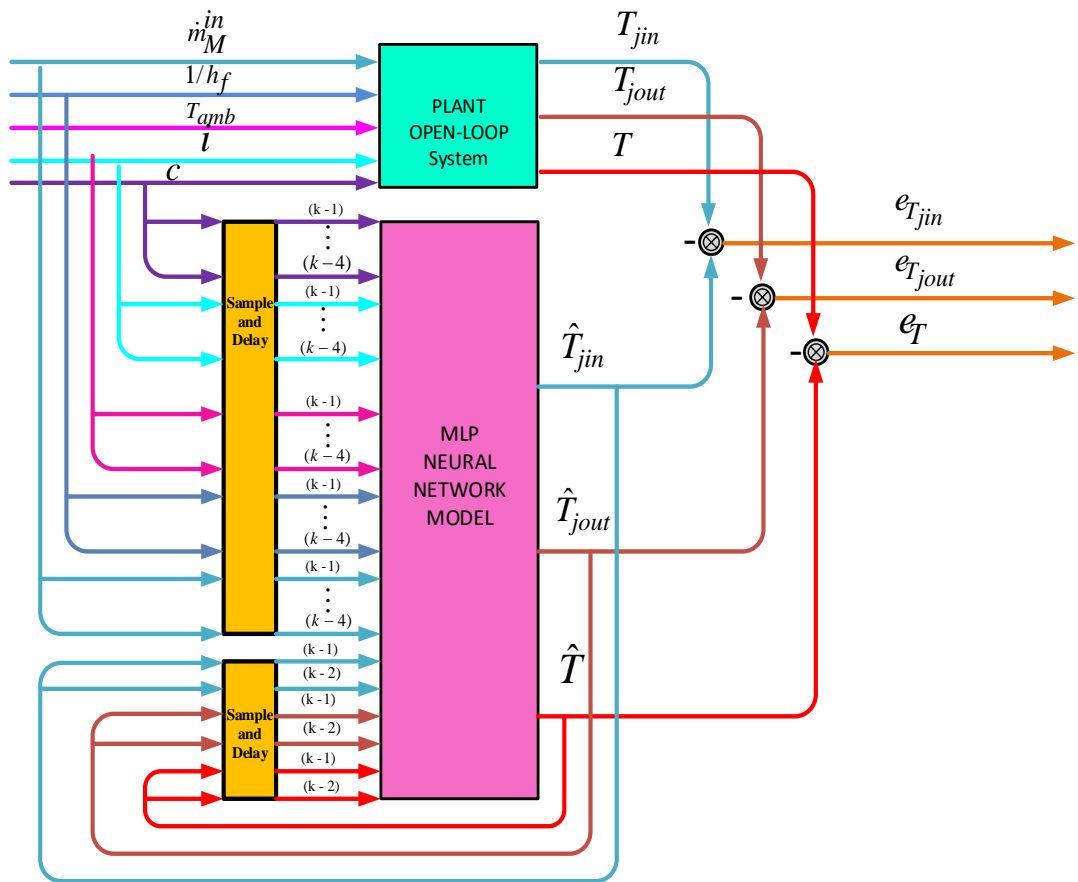 ṁ_M^in
1/h_f
T_amb
i
c
PLANT
OPEN-LOOP
System
T_jin
T_jout
T
-
e_T_jin
-
e_T_jout
-
e_T
Sample
and
Delay
(k-1)
⋮
(k-4)
(k-1)
⋮
(k-4)
(k-1)
⋮
(k-4)
(k-1)
⋮
(k-4)
(k-1)
⋮
(k-4)
MLP
NEURAL
NETWORK
MODEL
T̂_jin
T̂_jout
T̂
Sample
and
Delay
(k-1)
(k-2)
(k-1)
(k-2)
(k-1)
(k-2)